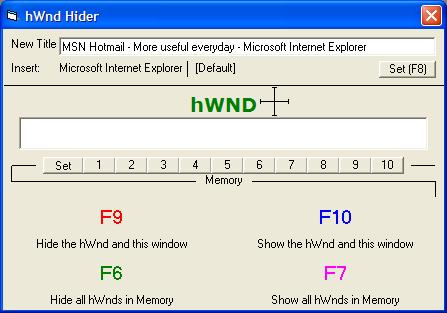 hWnd Hider
New Title MSN Hotmail - More useful everyday - Microsoft Internet Explorer
Insert: Microsoft Internet Explorer [Default] Set (F8)
hWND
Set 1 2 3 4 5 6 7 8 9 10
Memory
F9 F10
Hide the hWnd and this window Show the hWnd and this window
F6 F7
Hide all hWnds in Memory Show all hWnds in Memory